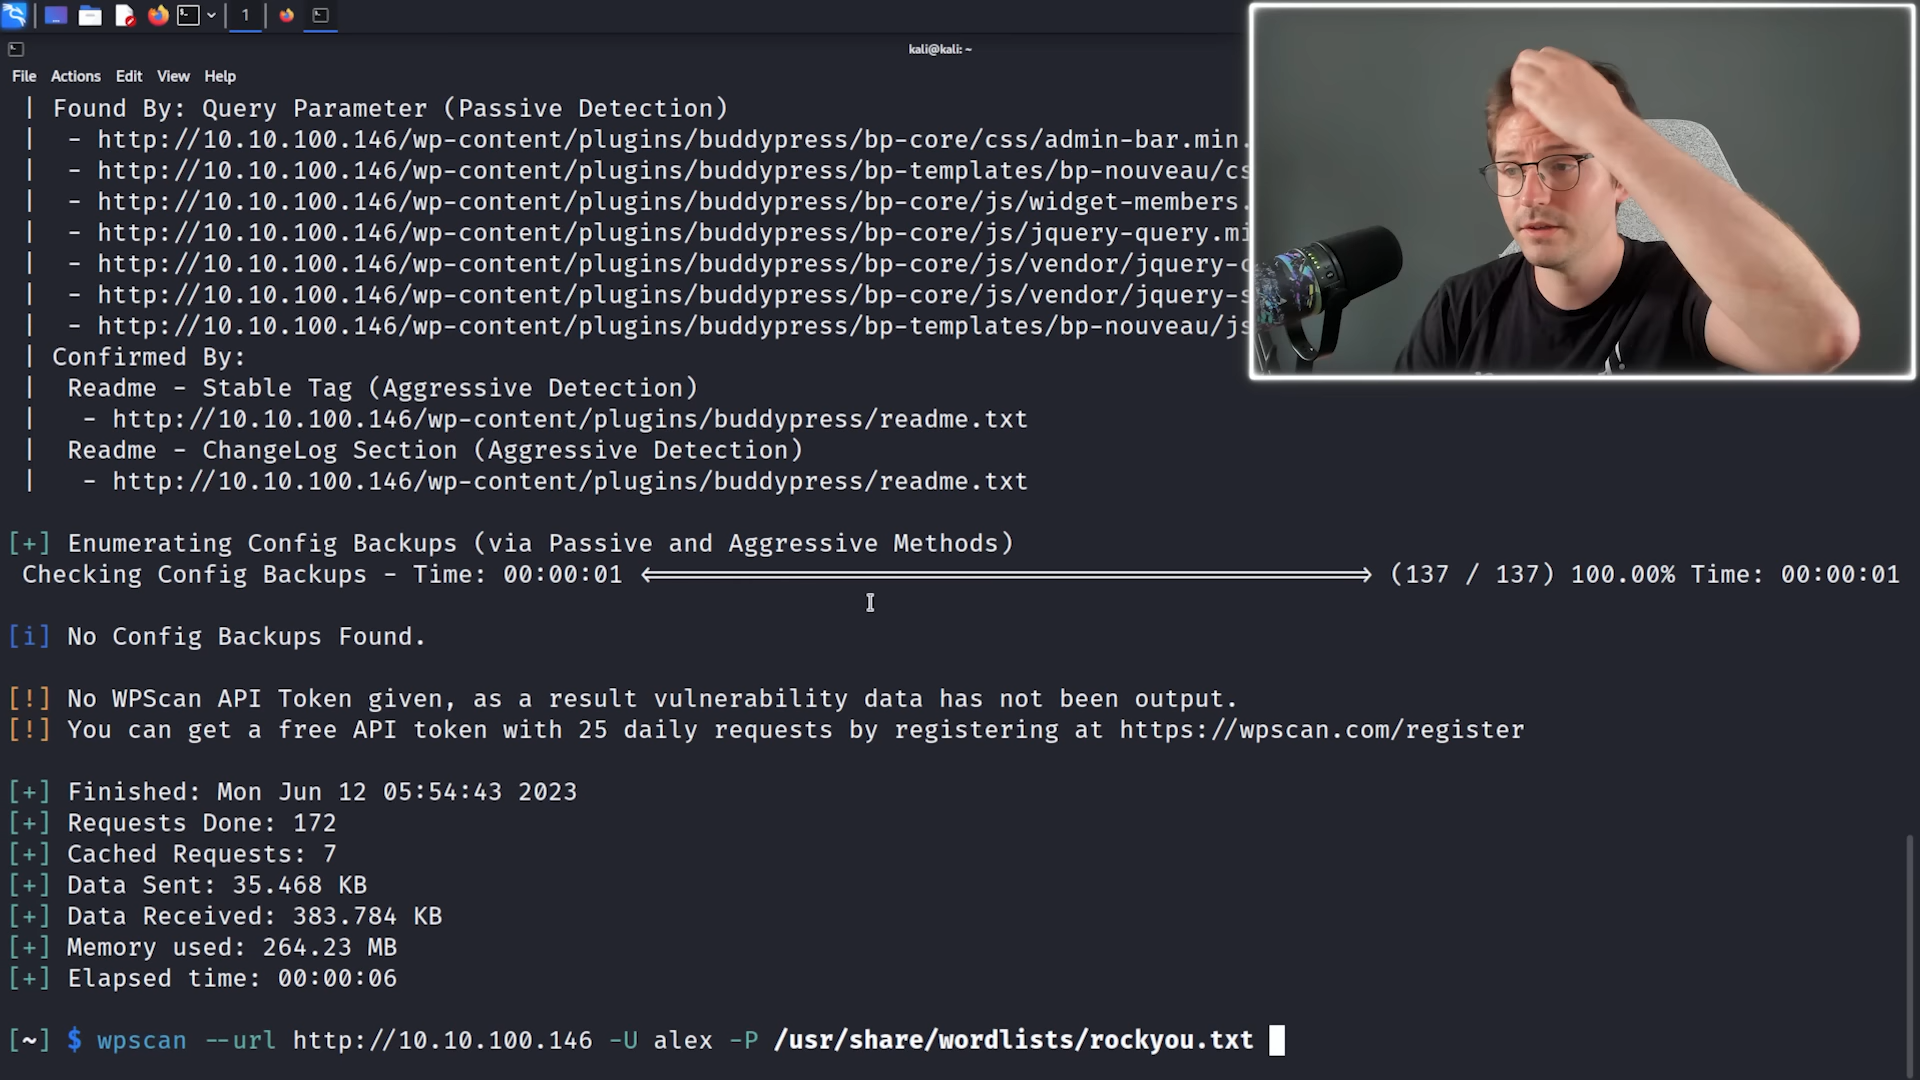 1
kali@kali: ~
File Actions Edit View Help
| Found By: Query Parameter (Passive Detection)
| - http://10.10.100.146/wp-content/plugins/buddypress/bp-core/css/admin-bar.min.
| - http://10.10.100.146/wp-content/plugins/buddypress/bp-templates/bp-nouveau/cs
| - http://10.10.100.146/wp-content/plugins/buddypress/bp-core/js/widget-members.
| - http://10.10.100.146/wp-content/plugins/buddypress/bp-core/js/jquery-query.mi
| - http://10.10.100.146/wp-content/plugins/buddypress/bp-core/js/vendor/jquery-c
| - http://10.10.100.146/wp-content/plugins/buddypress/bp-core/js/vendor/jquery-s
| - http://10.10.100.146/wp-content/plugins/buddypress/bp-templates/bp-nouveau/js
| Confirmed By:
| Readme - Stable Tag (Aggressive Detection)
| - http://10.10.100.146/wp-content/plugins/buddypress/readme.txt
| Readme - ChangeLog Section (Aggressive Detection)
| - http://10.10.100.146/wp-content/plugins/buddypress/readme.txt
[+] Enumerating Config Backups (via Passive and Aggressive Methods)
Checking Config Backups - Time: 00:00:01 <==================================================> (137 / 137) 100.00% Time: 00:00:01
[i] No Config Backups Found.
[!] No WPScan API Token given, as a result vulnerability data has not been output.
[!] You can get a free API token with 25 daily requests by registering at https://wpscan.com/register
[+] Finished: Mon Jun 12 05:54:43 2023
[+] Requests Done: 172
[+] Cached Requests: 7
[+] Data Sent: 35.468 KB
[+] Data Received: 383.784 KB
[+] Memory used: 264.23 MB
[+] Elapsed time: 00:00:06
[~] $ wpscan --url http://10.10.100.146 -U alex -P /usr/share/wordlists/rockyou.txt